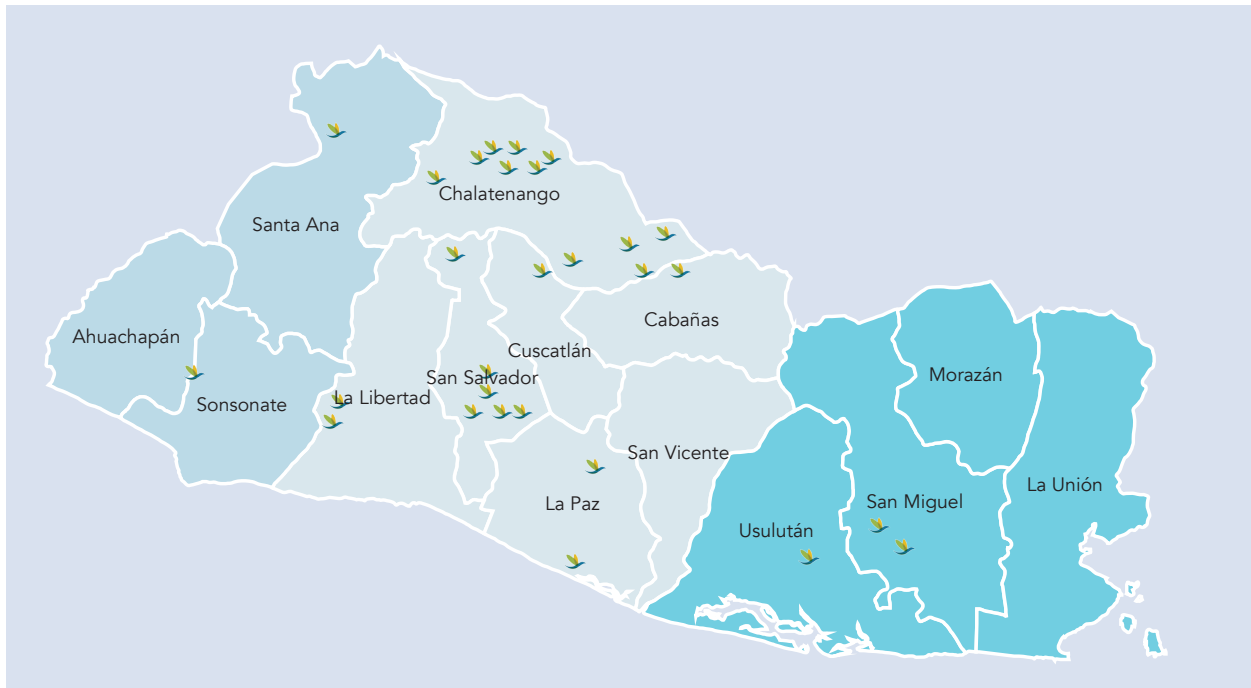 Chalatenango
Santa Ana
Cabañas
Ahuachapán
Cuscatlán
San Salvador
Morazán
La Libertad
Sonsonate
San Vicente
La Unión
La Paz
San Miguel
Usulután